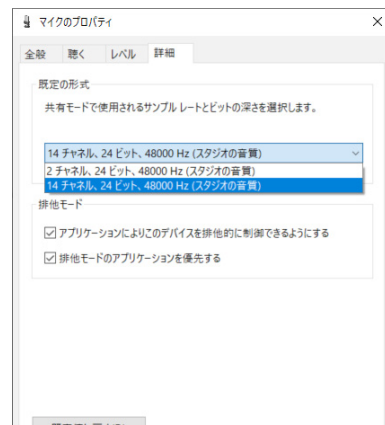 マイクのプロパティ
全般 聴く レベル 詳細
既定の形式
共有モードで使用されるサンプル レートとビットの深さを選択します。
14 チャネル、24 ビット、48000 Hz (スタジオの音質)
2 チャネル、24 ビット、48000 Hz (スタジオの音質)
14 チャネル、24 ビット、48000 Hz (スタジオの音質)
排他モード
アプリケーションによりこのデバイスを排他的に制御できるようにする
排他モードのアプリケーションを優先する